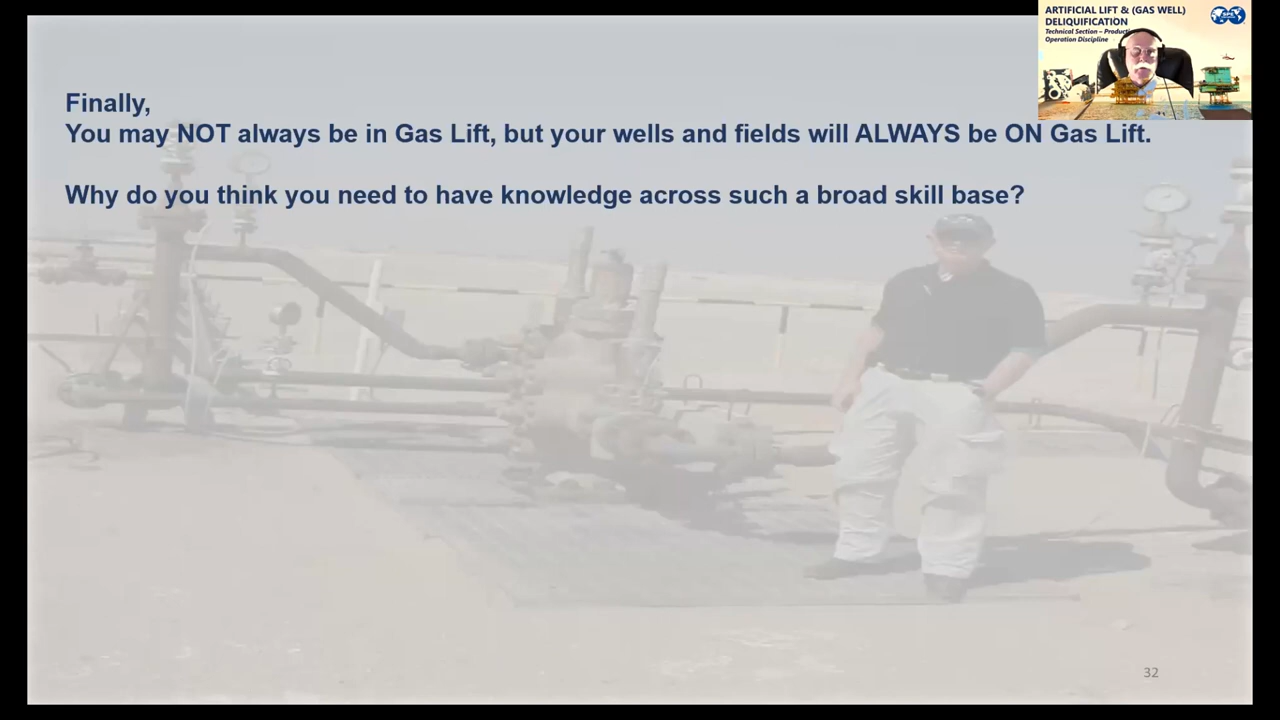 ARTIFICIAL LIFT & (GAS WELL)
DELIQUIFICATION
Technical Section –
Operation Discipline
Finally,
You may NOT always be in Gas Lift, but your wells and fields will ALWAYS be ON Gas Lift.
Why do you think you need to have knowledge across such a broad skill base?
32